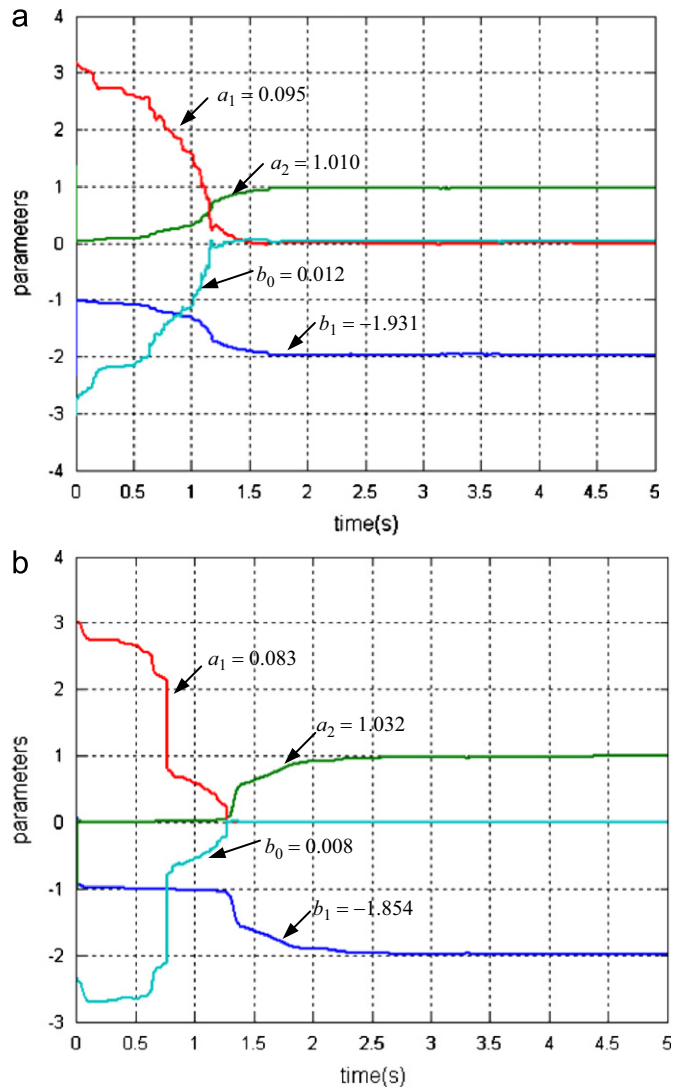 a
4
3
2
1
0
-1
-2
-3
-4
parameters
a1 = 0.095
a2 = 1.010
b0 = 0.012
b1 = −1.931
0 0.5 1 1.5 2 2.5 3 3.5 4 4.5 5
time(s)
b
4
3
2
1
0
-1
-2
-3
parameters
a1 = 0.083
a2 = 1.032
b0 = 0.008
b1 = −1.854
0 0.5 1 1.5 2 2.5 3 3.5 4 4.5 5
time(s)